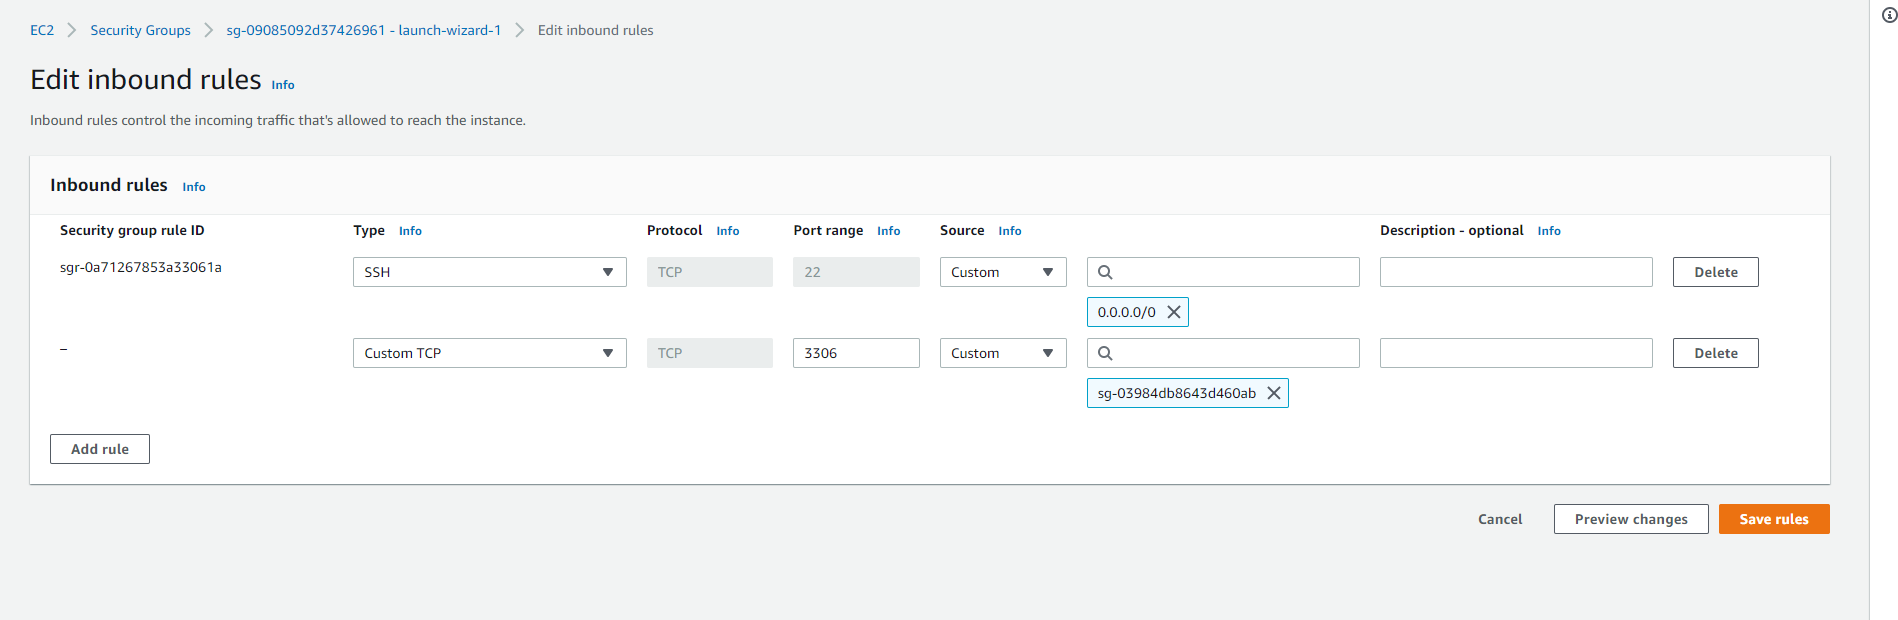 EC2 Security Groups sg-09085092d37426961 - launch-wizard-1 Edit inbound rules
Edit inbound rules Info
Inbound rules control the incoming traffic that's allowed to reach the instance.
Inbound rules Info
Security group rule ID Type Info Protocol Info Port range Info Source Info Description - optional Info
sgr-0a71267853a33061a SSH TCP 22 Custom Delete
0.0.0.0/0
– Custom TCP TCP 3306 Custom Delete
sg-03984db8643d460ab
Add rule
Cancel Preview changes Save rules